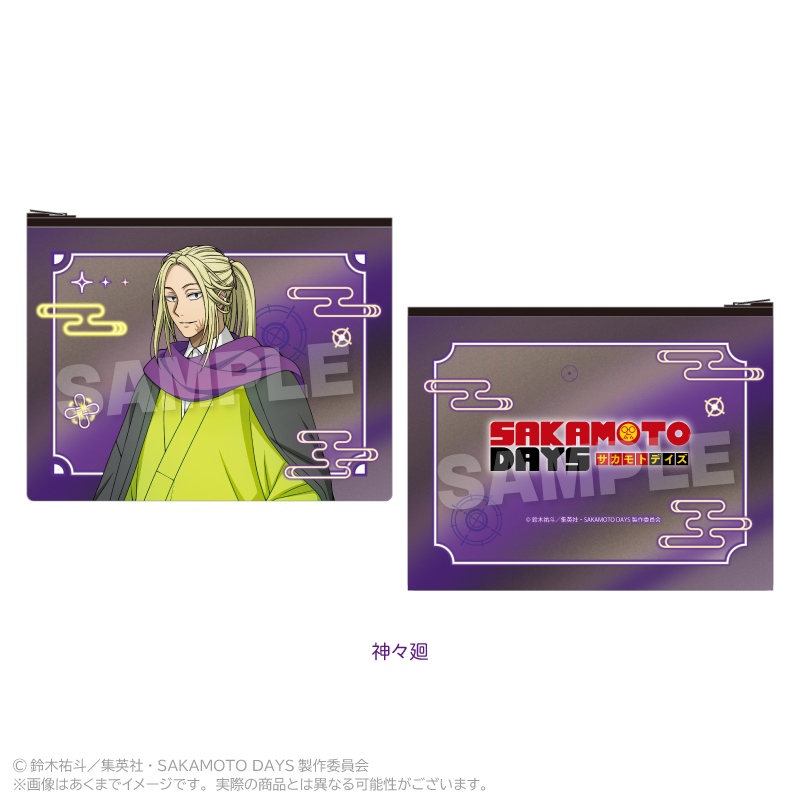 SAMPLE
SAKAMOTO
DAYS サカモトデイズ
SAMPLE
© 鈴木祐斗／集英社・SAKAMOTO DAYS 製作委員会
神々廻
© 鈴木祐斗／集英社・SAKAMOTO DAYS 製作委員会
※画像はあくまでイメージです。実際の商品とは異なる可能性がございます。